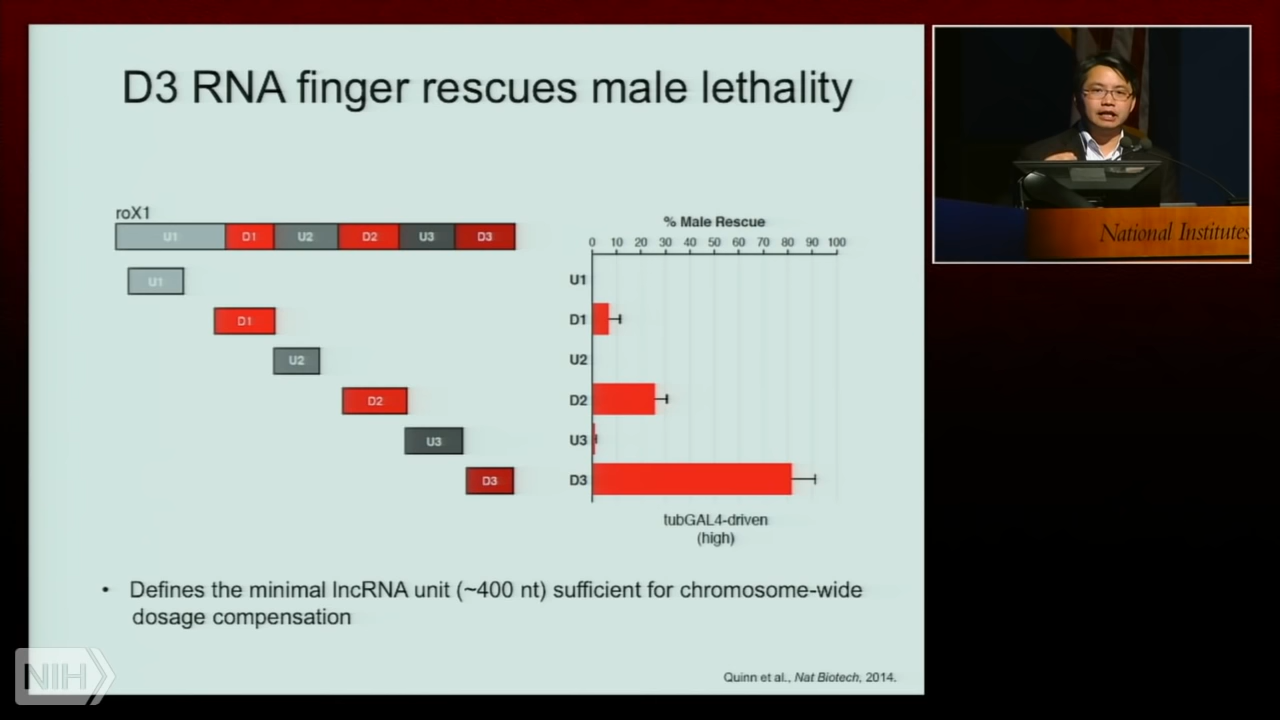 D3 RNA finger rescues male lethality
roX1
U1 D1 U2 D2 U3 D3
U1
D1
U2
D2
U3
D3
% Male Rescue
0 10 20 30 40 50 60 70 80 90 100
U1
D1
U2
D2
U3
D3
tubGAL4-driven
(high)
• Defines the minimal lncRNA unit (~400 nt) sufficient for chromosome-wide
dosage compensation
Quinn et al., Nat Biotech, 2014.
NIH
National Institutes